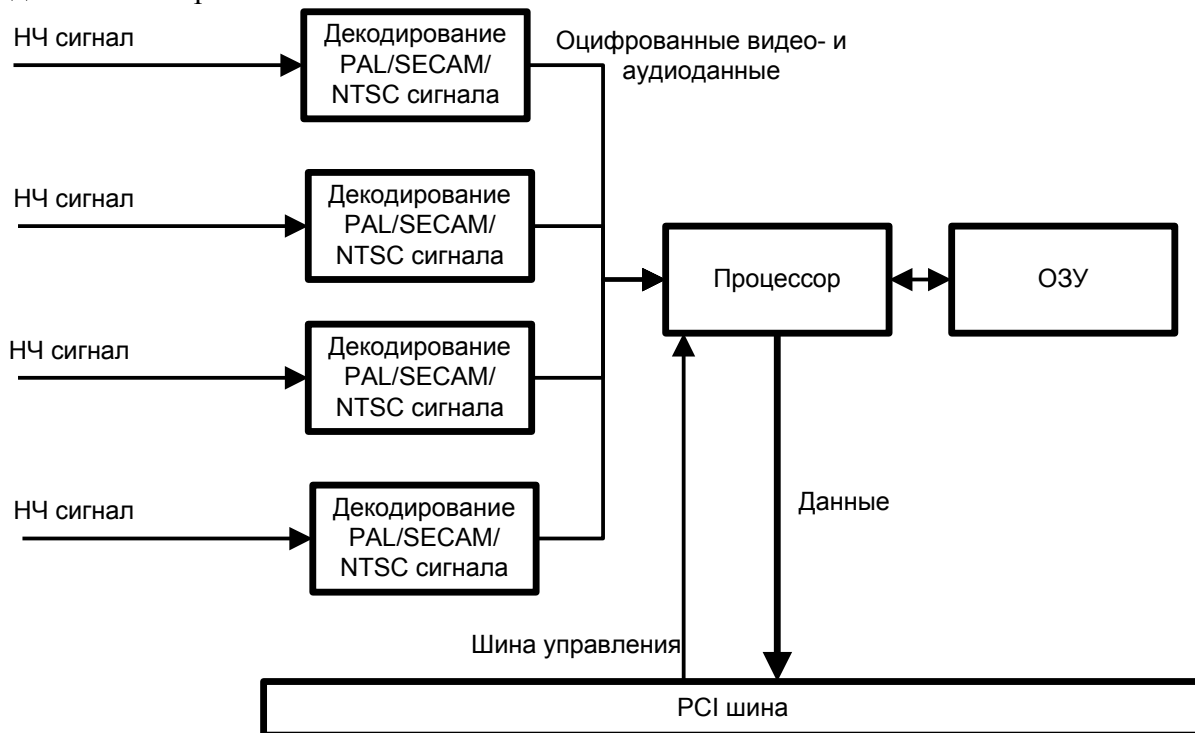 НЧ сигнал
Декодирование
PAL/SECAM/
NTSC сигнала
Оцифрованные видео- и
аудиоданные
НЧ сигнал
Декодирование
PAL/SECAM/
NTSC сигнала
Процессор
ОЗУ
НЧ сигнал
Декодирование
PAL/SECAM/
NTSC сигнала
НЧ сигнал
Декодирование
PAL/SECAM/
NTSC сигнала
Данные
Шина управления
PCI шина